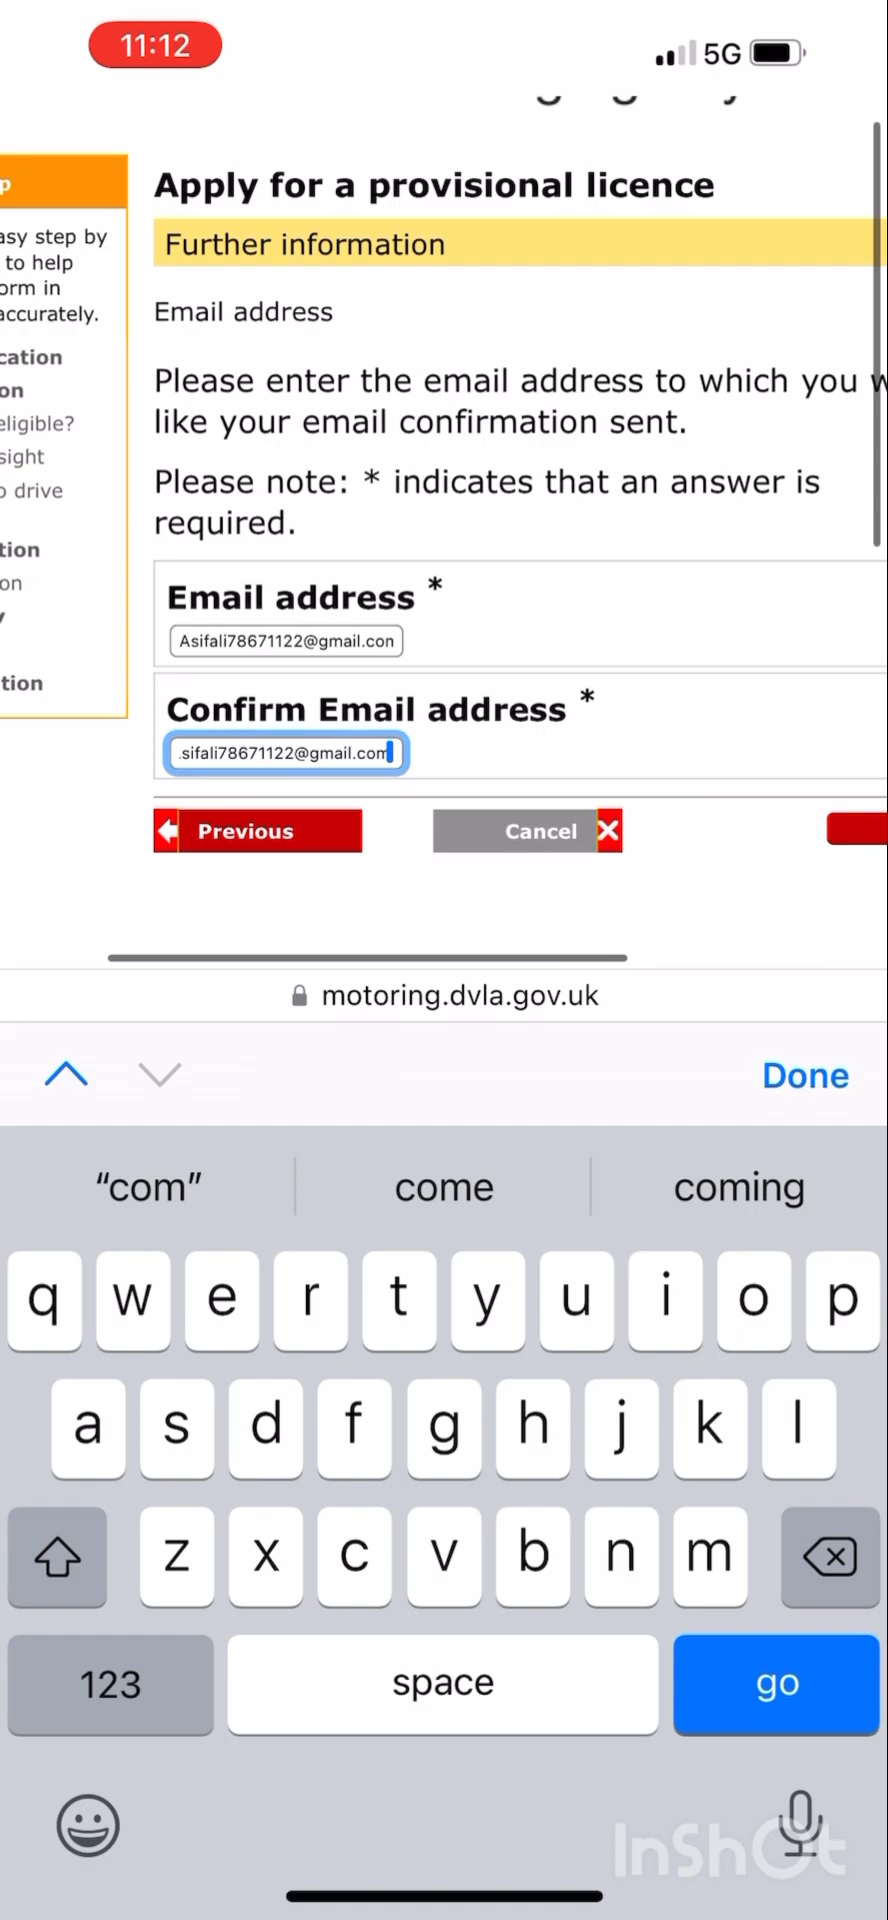 11:12
5G
Apply for a provisional licence
p
Further information
asy step by
to help
orm in
accurately.
cation
on
eligible?
sight
o drive
tion
on
y
tion
Email address
Please enter the email address to which you w
like your email confirmation sent.
Please note: * indicates that an answer is
required.
Email address *
Asifali78671122@gmail.con
Confirm Email address *
sifali78671122@gmail.com
Previous
Cancel
motoring.dvla.gov.uk
Done
“com” come coming
q w e r t y u i o p
a s d f g h j k l
z x c v b n m
123 space go
InShOt